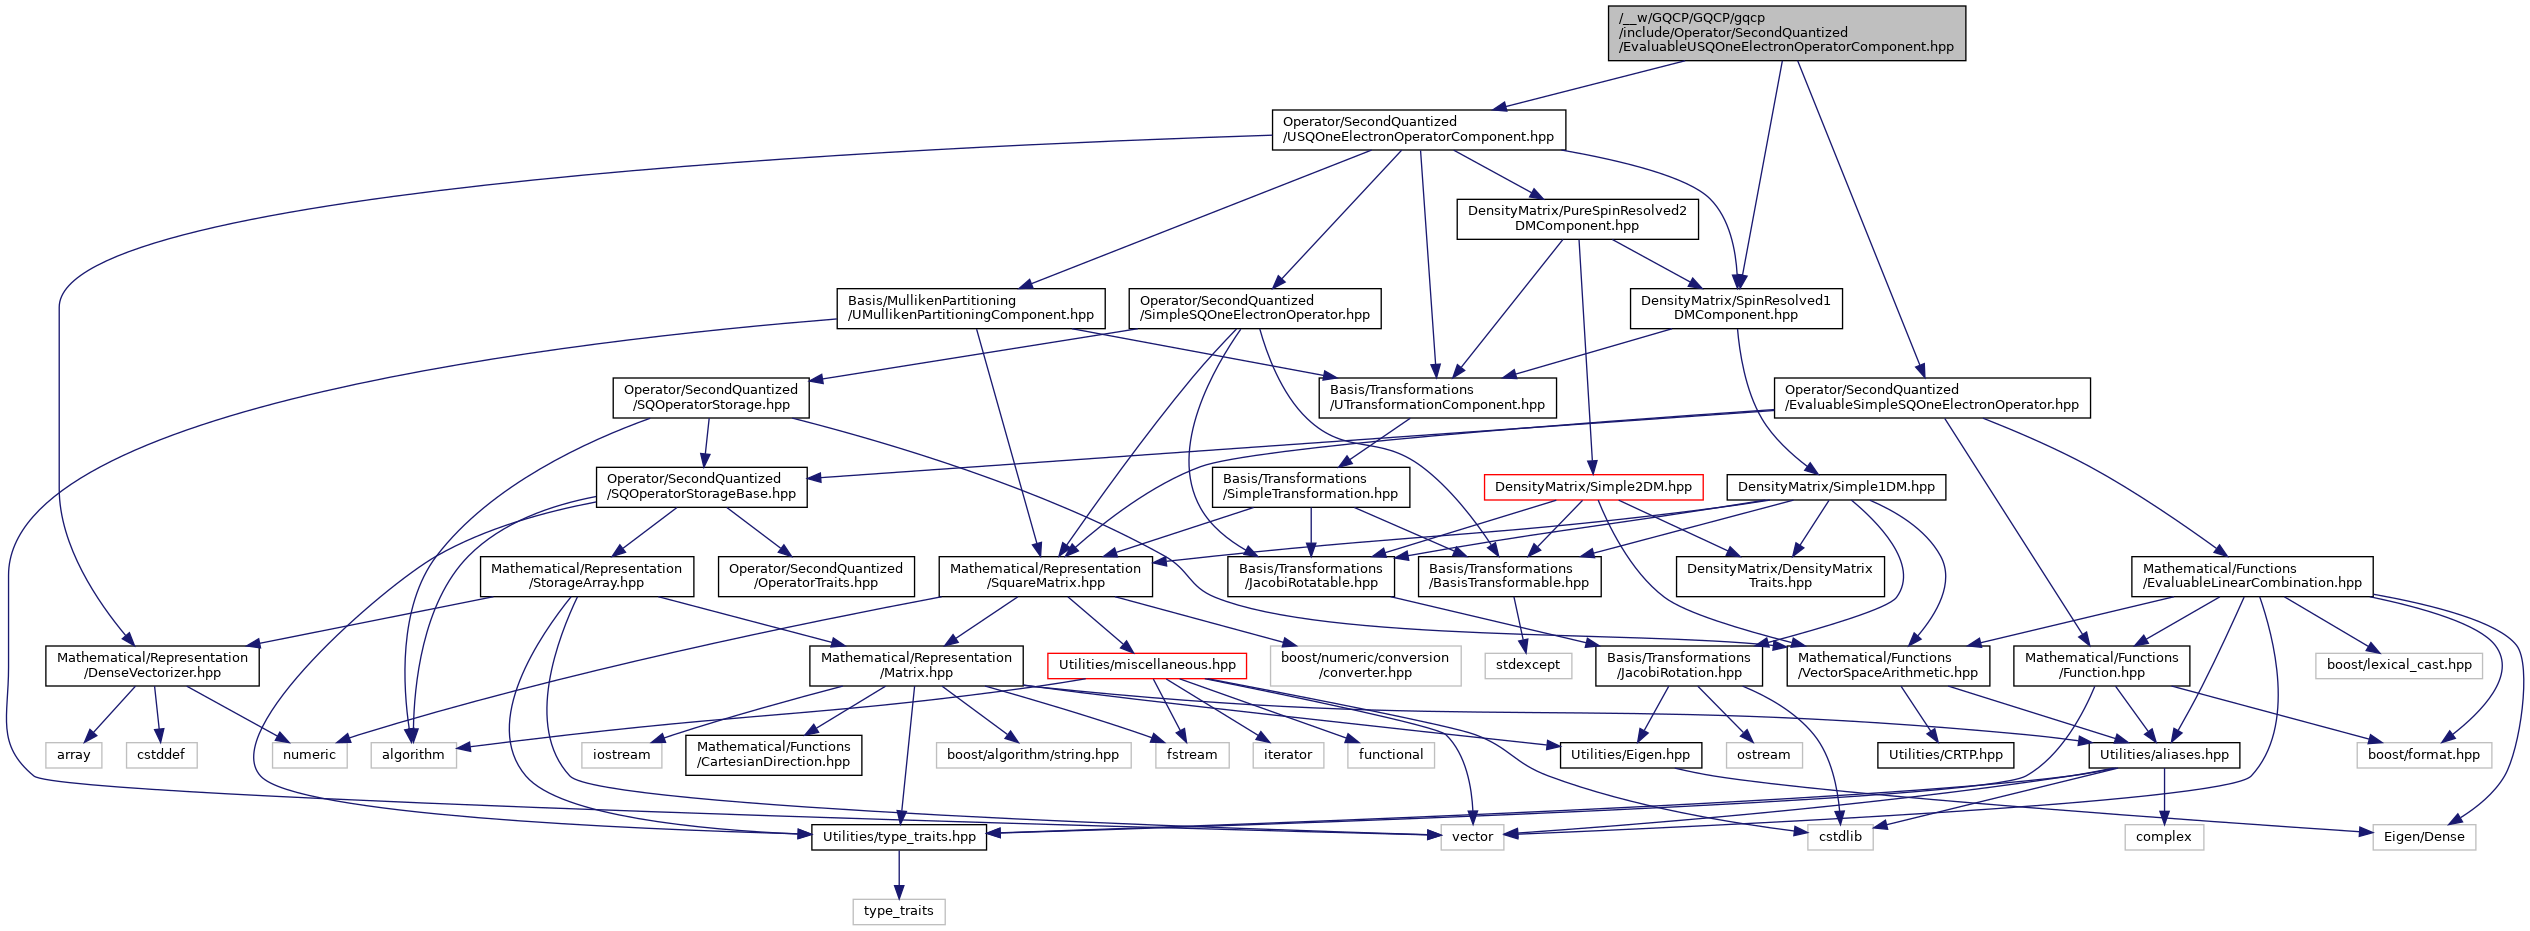 /__w/GQCP/GQCP/gqcp
/include/Operator/SecondQuantized
/EvaluableUSQOneElectronOperatorComponent.hpp
Operator/SecondQuantized
/USQOneElectronOperatorComponent.hpp
DensityMatrix/PureSpinResolved2
DMComponent.hpp
Basis/MullikenPartitioning
/UMullikenPartitioningComponent.hpp
Operator/SecondQuantized
/SimpleSQOneElectronOperator.hpp
DensityMatrix/SpinResolved1
DMComponent.hpp
Operator/SecondQuantized
/SQOperatorStorage.hpp
Basis/Transformations
/UTransformationComponent.hpp
Operator/SecondQuantized
/EvaluableSimpleSQOneElectronOperator.hpp
Operator/SecondQuantized
/SQOperatorStorageBase.hpp
Basis/Transformations
/SimpleTransformation.hpp
DensityMatrix/Simple2DM.hpp
DensityMatrix/Simple1DM.hpp
Mathematical/Representation
/StorageArray.hpp
Operator/SecondQuantized
/OperatorTraits.hpp
Mathematical/Representation
/SquareMatrix.hpp
Basis/Transformations
/JacobiRotatable.hpp
Basis/Transformations
/BasisTransformable.hpp
DensityMatrix/DensityMatrix
Traits.hpp
Mathematical/Functions
/EvaluableLinearCombination.hpp
Mathematical/Representation
/DenseVectorizer.hpp
Mathematical/Representation
/Matrix.hpp
Utilities/miscellaneous.hpp
boost/numeric/conversion
/converter.hpp
stdexcept
Basis/Transformations
/JacobiRotation.hpp
Mathematical/Functions
/VectorSpaceArithmetic.hpp
Mathematical/Functions
/Function.hpp
boost/lexical_cast.hpp
array
cstddef
numeric
algorithm
iostream
Mathematical/Functions
/CartesianDirection.hpp
boost/algorithm/string.hpp
fstream
iterator
functional
Utilities/Eigen.hpp
ostream
Utilities/CRTP.hpp
Utilities/aliases.hpp
boost/format.hpp
Utilities/type_traits.hpp
vector
cstdlib
complex
Eigen/Dense
type_traits